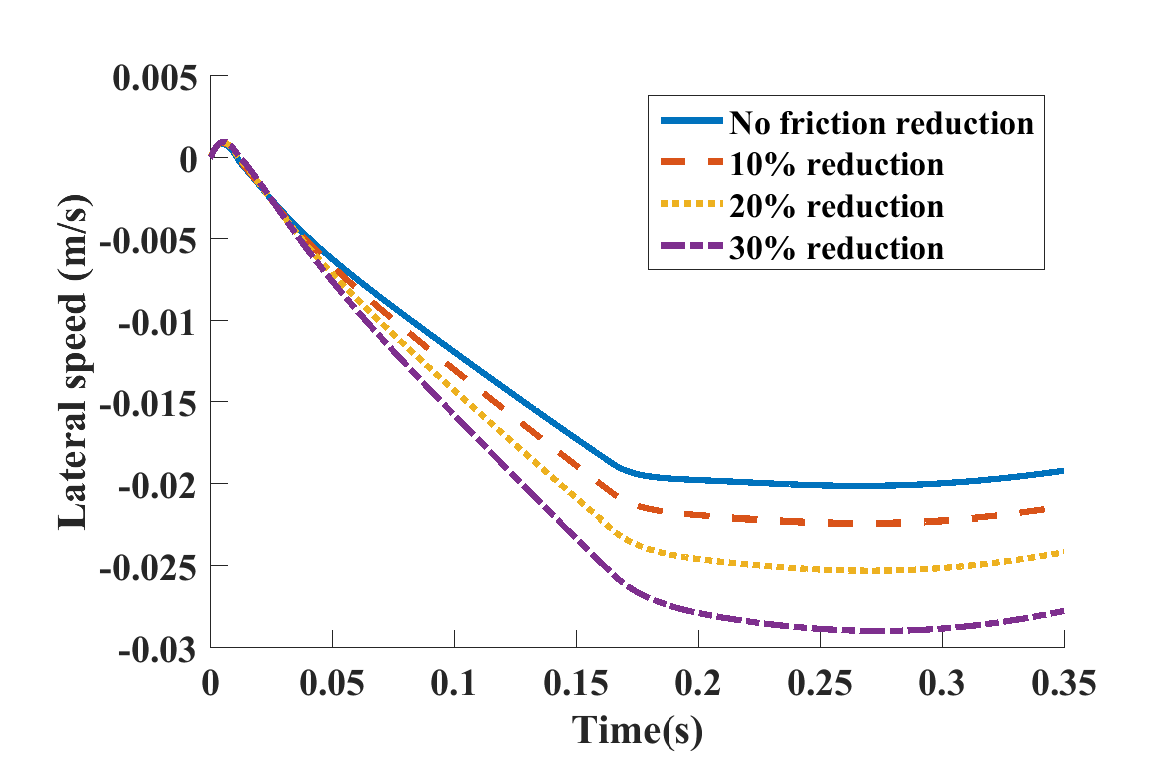 0.005
0
-0.005
-0.01
-0.015
-0.02
-0.025
-0.03
Lateral speed (m/s)
No friction reduction
10% reduction
20% reduction
30% reduction
0 0.05 0.1 0.15 0.2 0.25 0.3 0.35
Time(s)